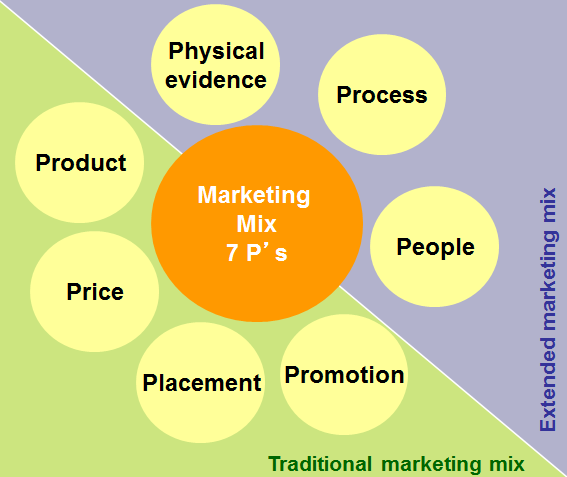 Physical
evidence
Process
Product
Marketing
Mix
7 P’s
People
Price
Placement
Promotion
Extended marketing mix
Traditional marketing mix